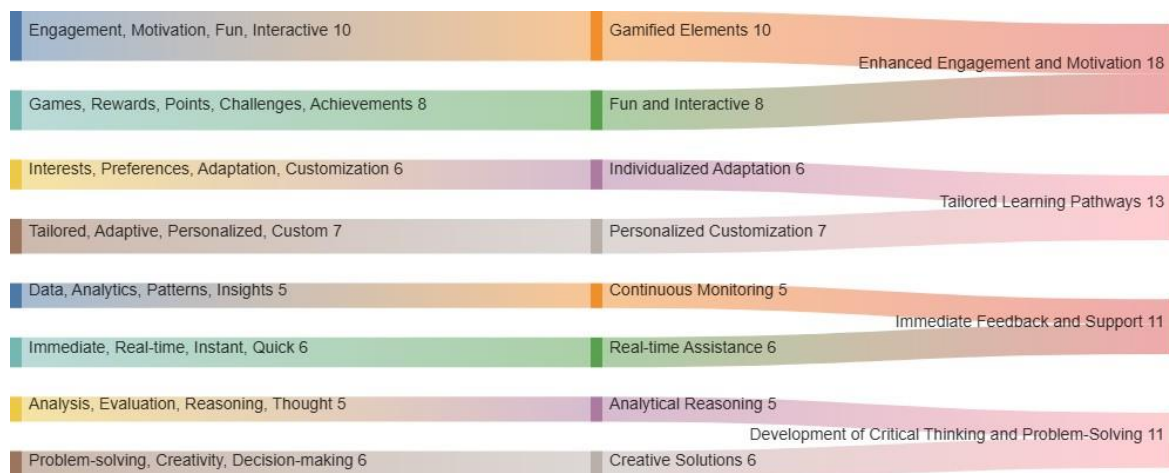 Engagement, Motivation, Fun, Interactive 10
Gamified Elements 10
Enhanced Engagement and Motivation 18
Games, Rewards, Points, Challenges, Achievements 8
Fun and Interactive 8
Interests, Preferences, Adaptation, Customization 6
Individualized Adaptation 6
Tailored Learning Pathways 13
Tailored, Adaptive, Personalized, Custom 7
Personalized Customization 7
Data, Analytics, Patterns, Insights 5
Continuous Monitoring 5
Immediate Feedback and Support 11
Immediate, Real-time, Instant, Quick 6
Real-time Assistance 6
Analysis, Evaluation, Reasoning, Thought 5
Analytical Reasoning 5
Development of Critical Thinking and Problem-Solving 11
Problem-solving, Creativity, Decision-making 6
Creative Solutions 6